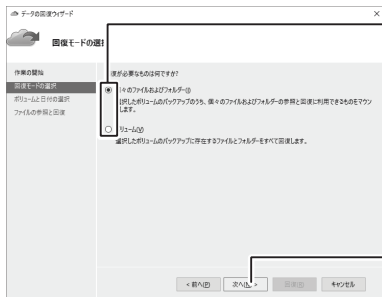 データの回復ウィザード
回復モードの選
作業の開始
回復モードの選択
ボリュームと日付の選択
ファイルの参照と回復
復が必要なものは何ですか?
々のファイルおよびフォルダー(I)
択したボリュームのバックアップのうち、個々のファイルおよびフォルダーの参照と回復に利用できるものをマウン
します。
リューム(V)
選択したボリュームのバックアップに存在するファイルとフォルダーをすべて回復します。
< 前へ(P)
次へ(N) >
回復(R)
キャンセル